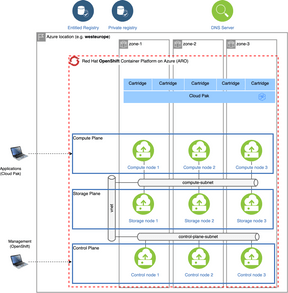 Entitled Registry
Private registry
DNS Server
Azure location (e.g. westeurope)
zone-1
zone-2
zone-3
Red Hat OpenShift Container Platform on Azure (ARO)
Cartridge
Cartridge
Cartridge
Cartridge
Cartridge
Cloud Pak
Compute Plane
Compute node 1
Compute node 2
Compute node 3
Applications
(Cloud Pak)
compute-subnet
Storage Plane
vnet
Storage node 1
Storage node 2
Storage node 3
control-plane-subnet
Management
(OpenShift)
Control Plane
Control node 1
Control node 2
Control node 3